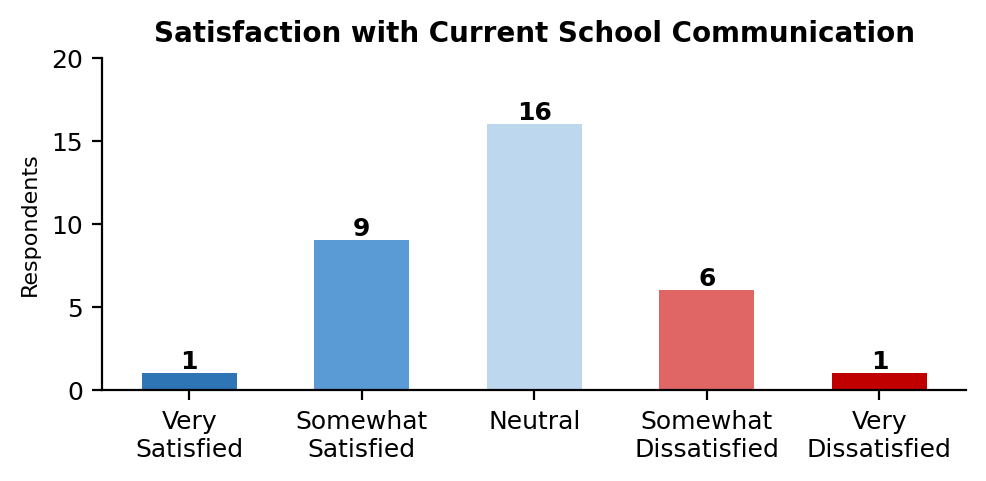 Satisfaction with Current School Communication
Respondents
20
15
10
5
0
1
9
16
6
1
Very
Satisfied
Somewhat
Satisfied
Neutral
Somewhat
Dissatisfied
Very
Dissatisfied